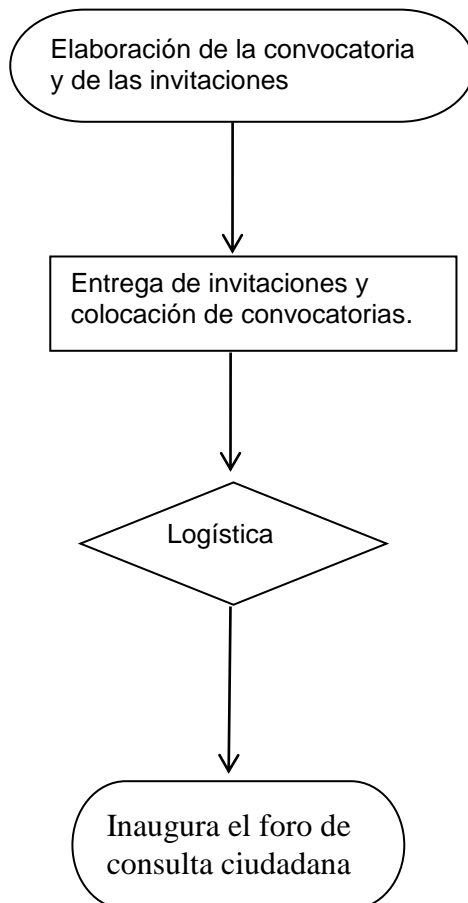 Elaboración de la convocatoria
y de las invitaciones
Entrega de invitaciones y
colocación de convocatorias.
Logística
Inaugura el foro de
consulta ciudadana